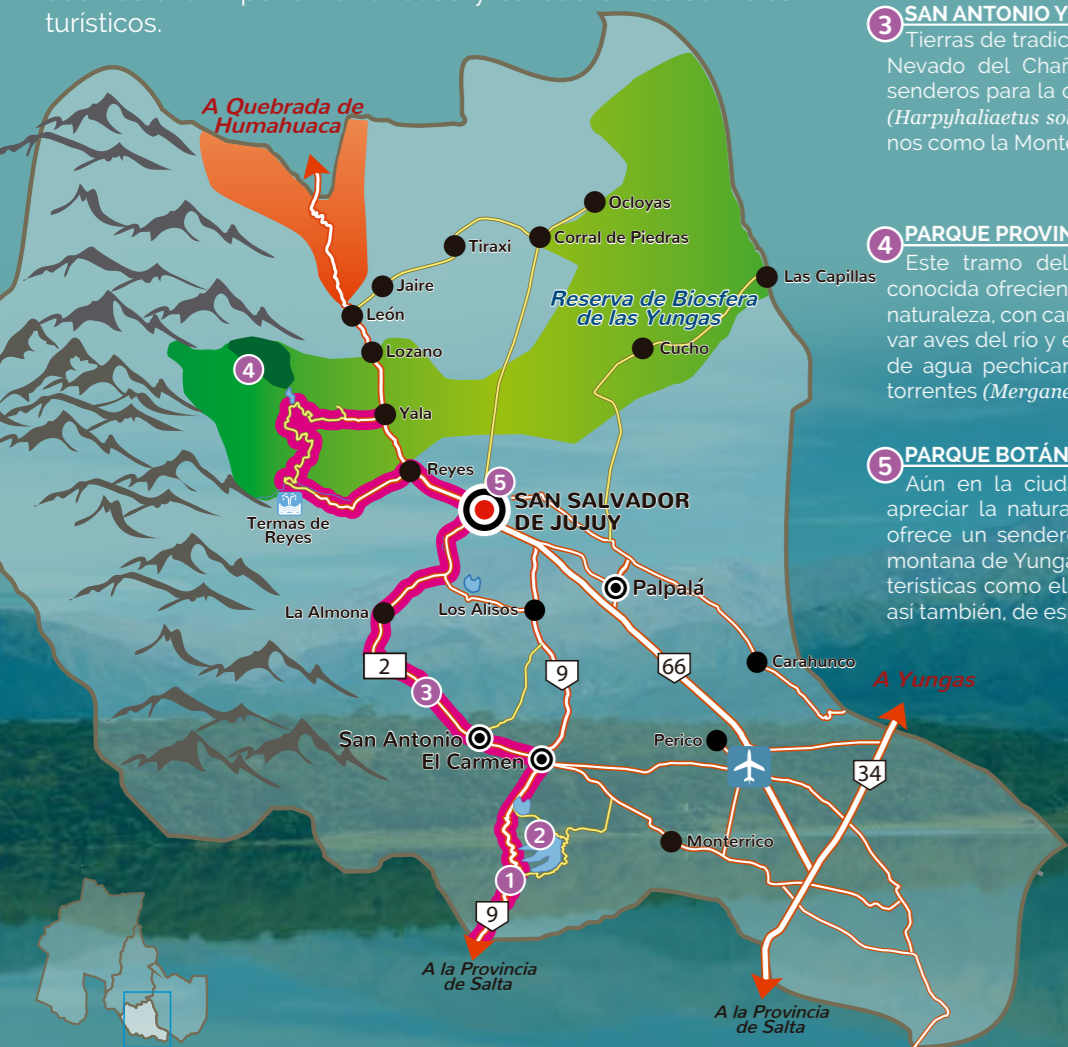 turísticos.
A Quebrada de
Humahuaca
Ocloyas
Tiraxi
Corral de Piedras
Las Capillas
Jaire
Reserva de Biosfera
de las Yungas
León
Lozano
Cucho
4
Yala
Reyes
5
SAN SALVADOR
DE JUJUY
Termas de
Reyes
Palpalá
La Almona
Los Alisos
2
9
66
Carahunco
3
A Yungas
San Antonio
Perico
El Carmen
34
2
Monterrico
1
9
A la Provincia
de Salta
A la Provincia
de Salta
3
SAN ANTONIO Y
Tierras de tradic
Nevado del Chañ
senderos para la
(Harpyhaliaetus
nos como la Monte
4
PARQUE PROVIN
Este tramo del
conocida ofrecien
naturaleza, con
var aves del río y
de agua pechicar
torrentes (Mergane
5
PARQUE BOTÁN
Aún en la ciud
apreciar la natura
ofrece un sender
montana de Yunga
terísticas como el
así también, de es